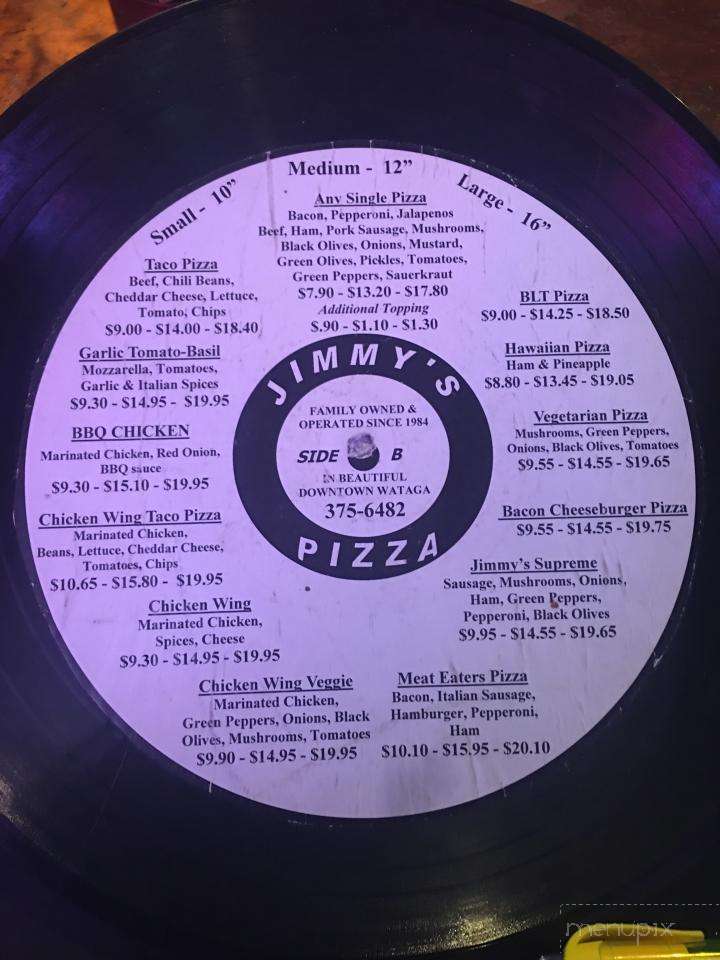 Small - 10”
Medium - 12”
Large - 16”
Any Single Pizza
Bacon, Pepperoni, Jalapenos
Beef, Ham, Pork Sausage, Mushrooms,
Black Olives, Onions, Mustard,
Green Olives, Pickles, Tomatoes,
Green Peppers, Sauerkraut
$7.90 - $13.20 - $17.80
Additional Topping
$.90 - $1.10 - $1.30
Taco Pizza
Beef, Chili Beans,
Cheddar Cheese, Lettuce,
Tomato, Chips
$9.00 - $14.00 - $18.40
Garlic Tomato-Basil
Mozzarella, Tomatoes,
Garlic & Italian Spices
$9.30 - $14.95 - $19.95
BBQ CHICKEN
Marinated Chicken, Red Onion,
BBQ sauce
$9.30 - $15.10 - $19.95
Chicken Wing Taco Pizza
Marinated Chicken,
Beans, Lettuce, Cheddar Cheese,
Tomatoes, Chips
$10.65 - $15.80 - $19.95
Chicken Wing
Marinated Chicken,
Spices, Cheese
$9.30 - $14.95 - $19.95
Chicken Wing Veggie
Marinated Chicken,
Green Peppers, Onions, Black
Olives, Mushrooms, Tomatoes
$9.90 - $14.95 - $19.95
JIMMY'S
FAMILY OWNED &
OPERATED SINCE 1984
SIDE B
IN BEAUTIFUL
DOWNTOWN WATAGA
375-6482
PIZZA
BLT Pizza
$9.00 - $14.25 - $18.50
Hawaiian Pizza
Ham & Pineapple
$8.80 - $13.45 - $19.05
Vegetarian Pizza
Mushrooms, Green Peppers,
Onions, Black Olives, Tomatoes
$9.55 - $14.55 - $19.65
Bacon Cheeseburger Pizza
$9.55 - $14.55 - $19.75
Jimmy's Supreme
Sausage, Mushrooms, Onions,
Ham, Green Peppers,
Pepperoni, Black Olives
$9.95 - $14.55 - $19.65
Meat Eaters Pizza
Bacon, Italian Sausage,
Hamburger, Pepperoni,
Ham
$10.10 - $15.95 - $20.10
menupix